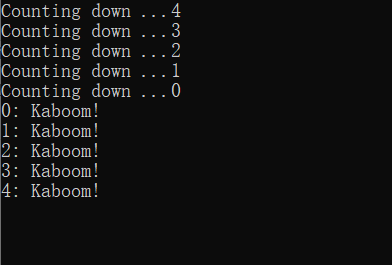 Counting down ...4
Counting down ...3
Counting down ...2
Counting down ...1
Counting down ...0
0: Kaboom!
1: Kaboom!
2: Kaboom!
3: Kaboom!
4: Kaboom!